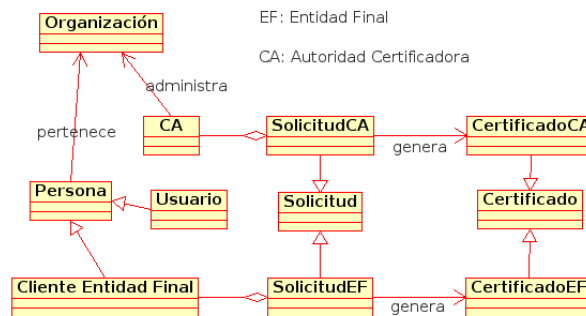 Organización
EF: Entidad Final
CA: Autoridad Certificadora
administra
pertenece
CA
SolicitudCA
genera
CertificadoCA
Persona
Usuario
Solicitud
Certificado
Cliente Entidad Final
SolicitudEF
genera
CertificadoEF